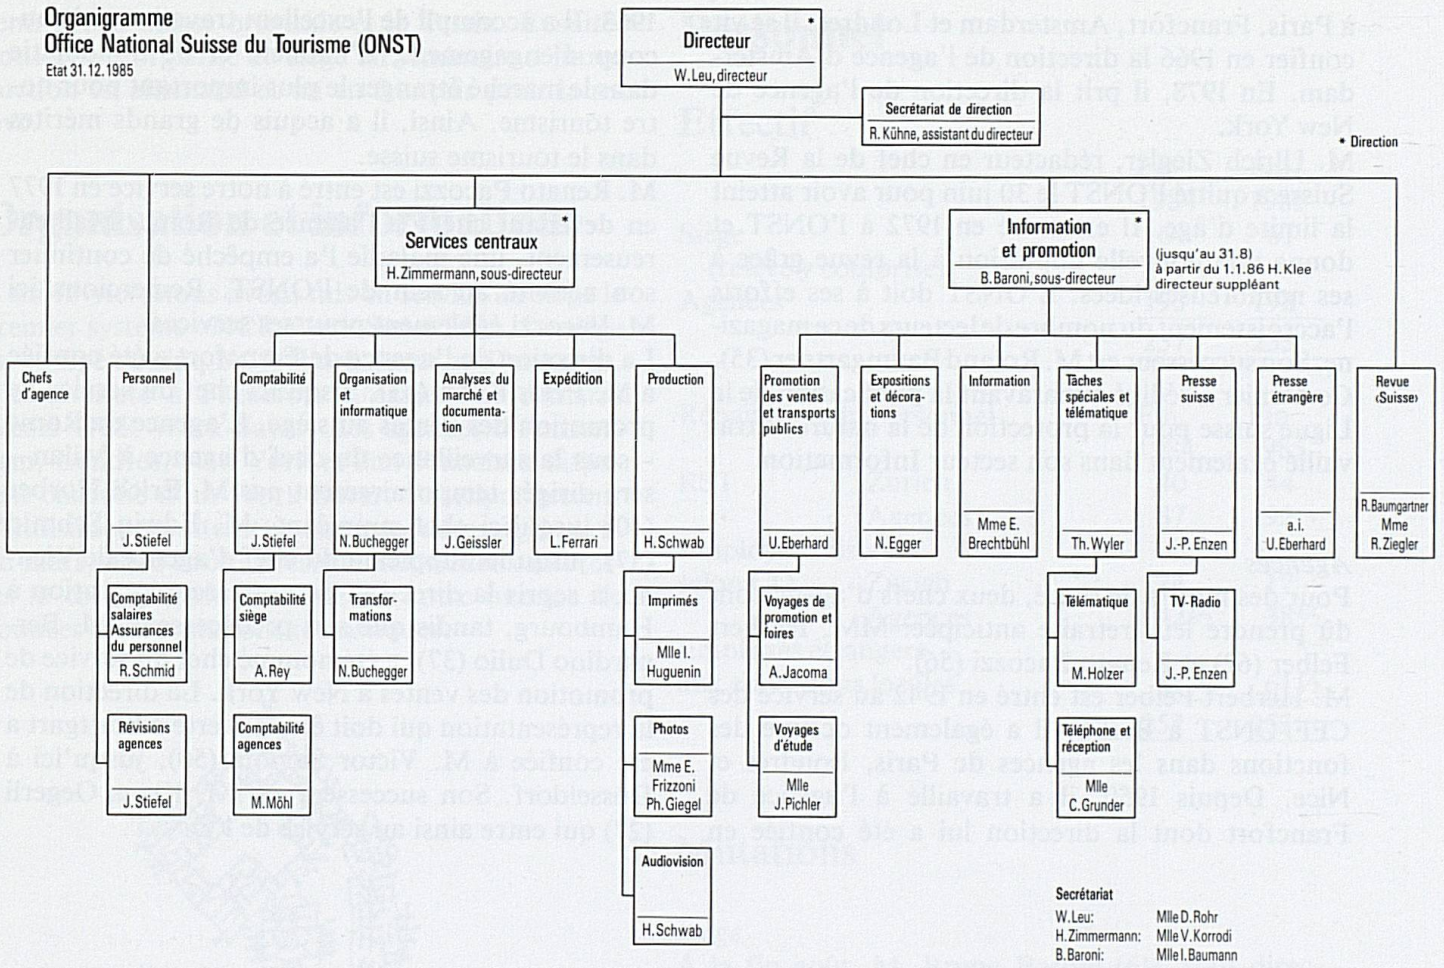 Organigramme
Office National Suisse du Tourisme (ONST)
Etat 31.12.1985
Directeur *
W. Leu, directeur
Secrétariat de direction
R. Kühne, assistant du directeur
* Direction
Services centraux *
H. Zimmermann, sous-directeur
Information *
et promotion
B. Baroni, sous-directeur
(jusqu'au 31.8)
à partir du 1.1.86 H. Klee
directeur suppléant
Chefs
d'agence
Personnel
J. Stiefel
Comptabilité
J. Stiefel
Organisation
et
informatique
N. Buchegger
Analyses du
marché et
documenta-
tion
J. Geissler
Expédition
L. Ferrari
Production
H. Schwab
Promotion
des ventes
et transports
publics
U. Eberhard
Expositions
et décora-
tions
N. Egger
Information
Mme E.
Brechtbühl
Tâches
spéciales et
télématique
Th. Wyler
Presse
suisse
J.-P. Enzen
Presse
étrangère
a.i.
U. Eberhard
Revue
‹Suisse›
R. Baumgartner
Mme
R. Ziegler
Comptabilité
salaires
Assurances
du personnel
R. Schmid
Comptabilité
siège
A. Rey
Transfor-
mations
N. Buchegger
Imprimés
Mlle I.
Huguenin
Voyages de
promotion et
foires
A. Jacoma
Télématique
M. Holzer
TV-Radio
J.-P. Enzen
Révisions
agences
J. Stiefel
Comptabilité
agences
M. Möhl
Photos
Mme E.
Frizzoni
Ph. Giegel
Voyages
d'étude
Mlle
J. Pichler
Téléphone et
réception
Mlle
C. Grunder
Audiovision
H. Schwab
Secrétariat
W. Leu: Mlle D. Rohr
H. Zimmermann: Mlle V. Korrodi
B. Baroni: Mlle I. Baumann